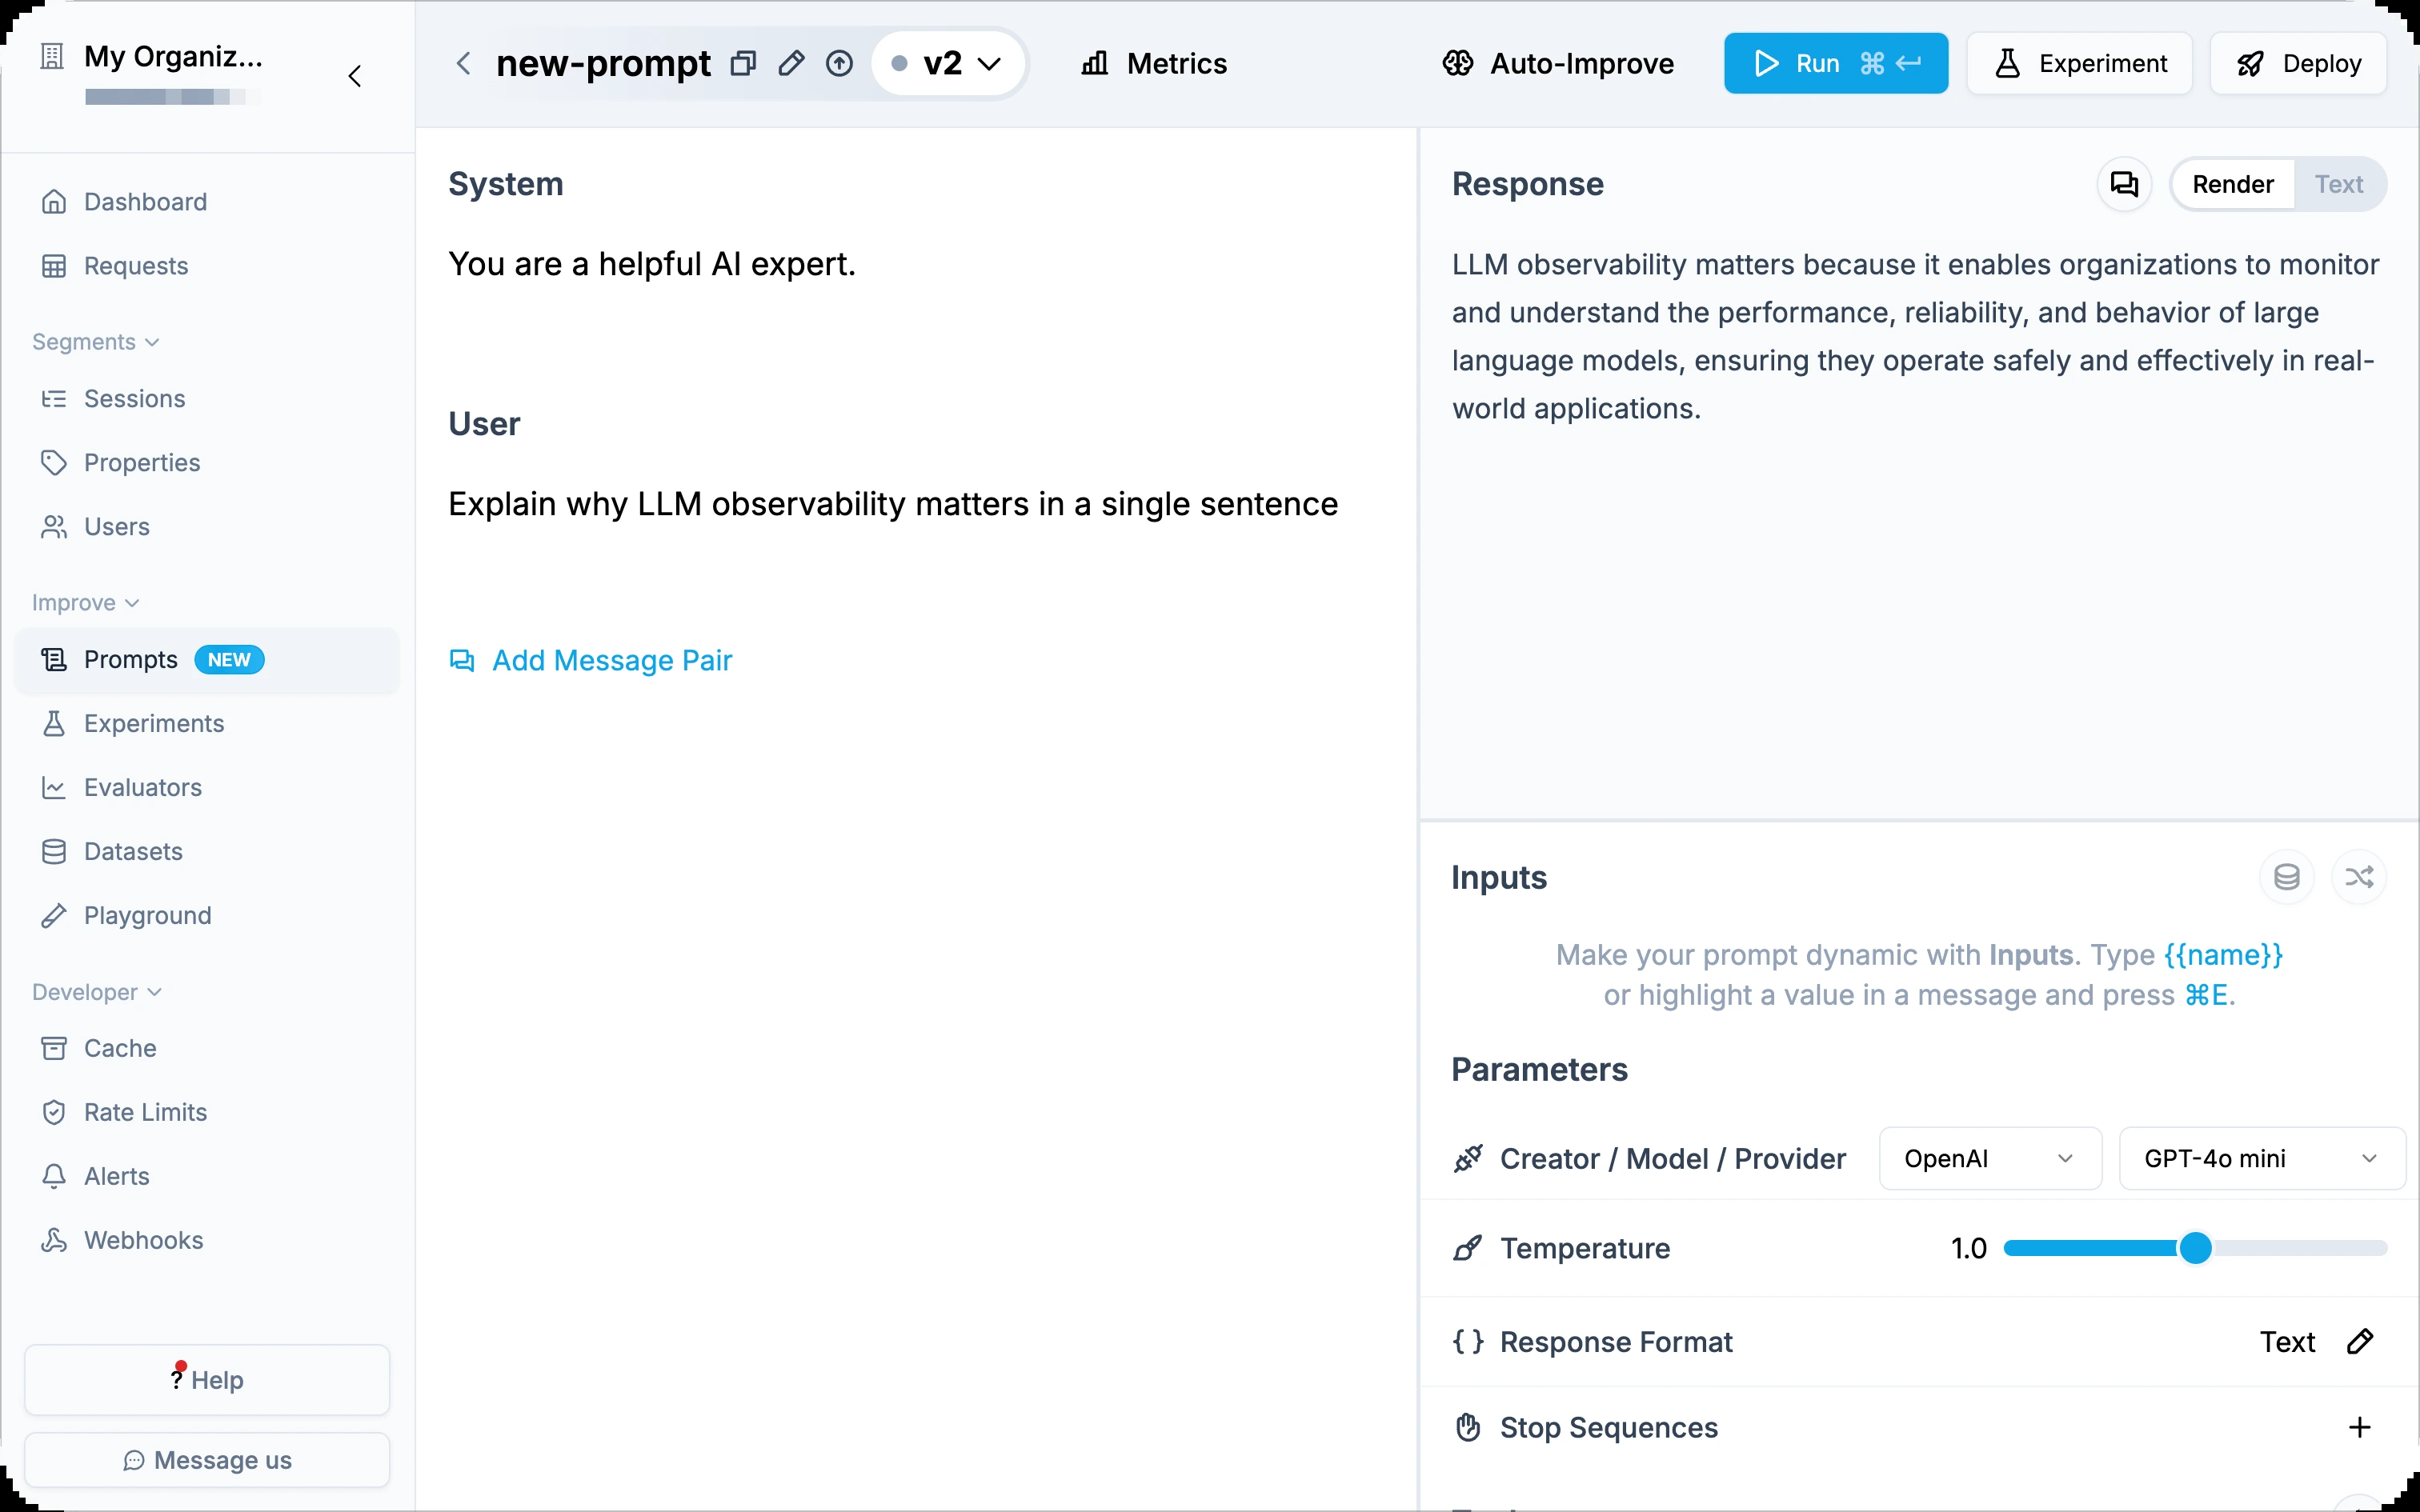 My Organiz...
Dashboard
Requests
Segments
Sessions
Properties
Users
Improve
Prompts NEW
Experiments
Evaluators
Datasets
Playground
Developer
Cache
Rate Limits
Alerts
Webhooks
? Help
Message us
new-prompt v2 Metrics
Auto-Improve Run ⌘ ↵ Experiment Deploy
System
You are a helpful AI expert.
User
Explain why LLM observability matters in a single sentence
Add Message Pair
Response Render Text
LLM observability matters because it enables organizations to monitor
and understand the performance, reliability, and behavior of large
language models, ensuring they operate safely and effectively in real-
world applications.
Inputs
Make your prompt dynamic with Inputs. Type {{name}}
or highlight a value in a message and press ⌘E.
Parameters
Creator / Model / Provider OpenAI GPT-4o mini
Temperature 1.0
Response Format Text
Stop Sequences